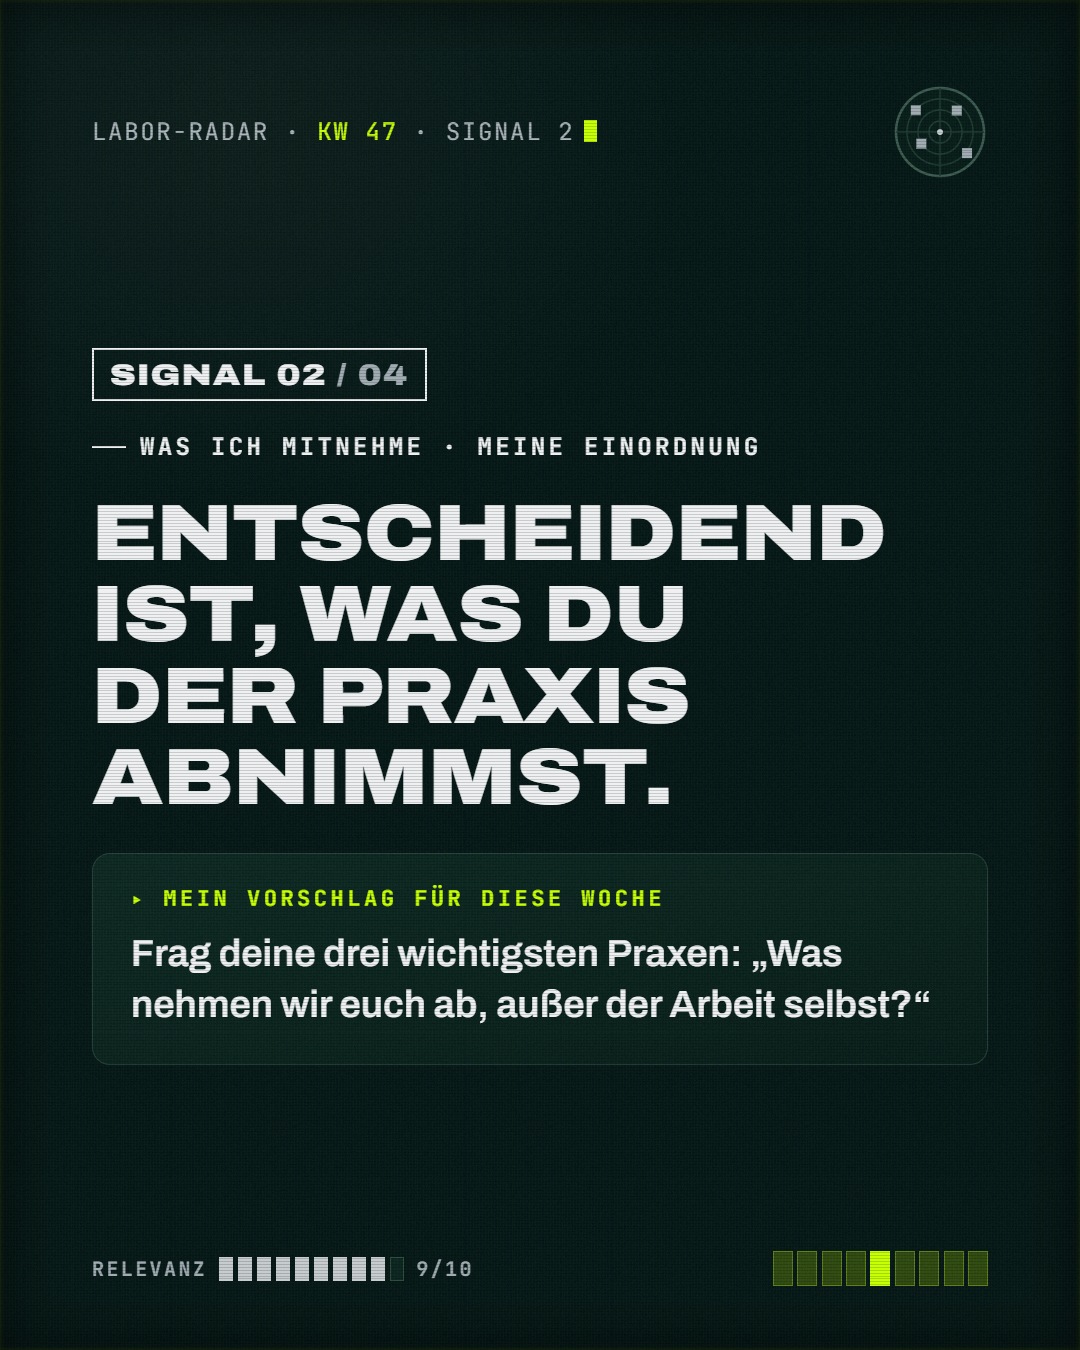 LABOR-RADAR · KW 47 · SIGNAL 2
SIGNAL 02 / 04
WAS ICH MITNEHME · MEINE EINORDNUNG
ENTSCHEIDEND
IST, WAS DU
DER PRAXIS
ABNIMMST.
▸ MEIN VORSCHLAG FÜR DIESE WOCHE
Frag deine drei wichtigsten Praxen: „Was
nehmen wir euch ab, außer der Arbeit selbst?“
RELEVANZ 9/10